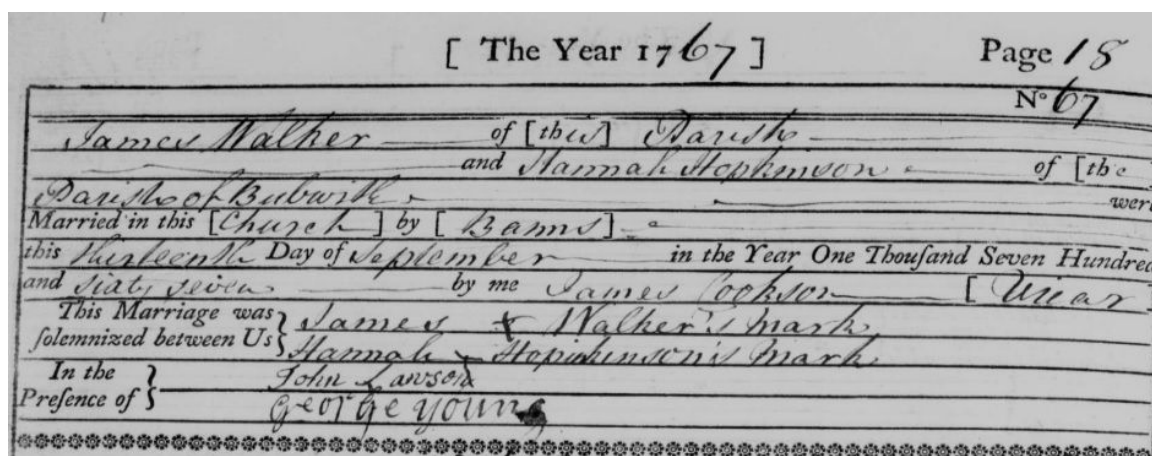 [ The Year 1767 ] Page 18
No 67
James Walker of [this] Parish
and Hannah Hopkinson of [the
Parish of Bubwith were
Married in this [Church] by [Banns]
this thirteenth Day of September in the Year One Thouſand Seven Hundred
and sixty seven by me James Cookson [Vicar]
This Marriage was James + Walker's mark
ſolemnized between Us Hannah + Hopinkinson's Mark
In the John Lawson
Preſence of George Young